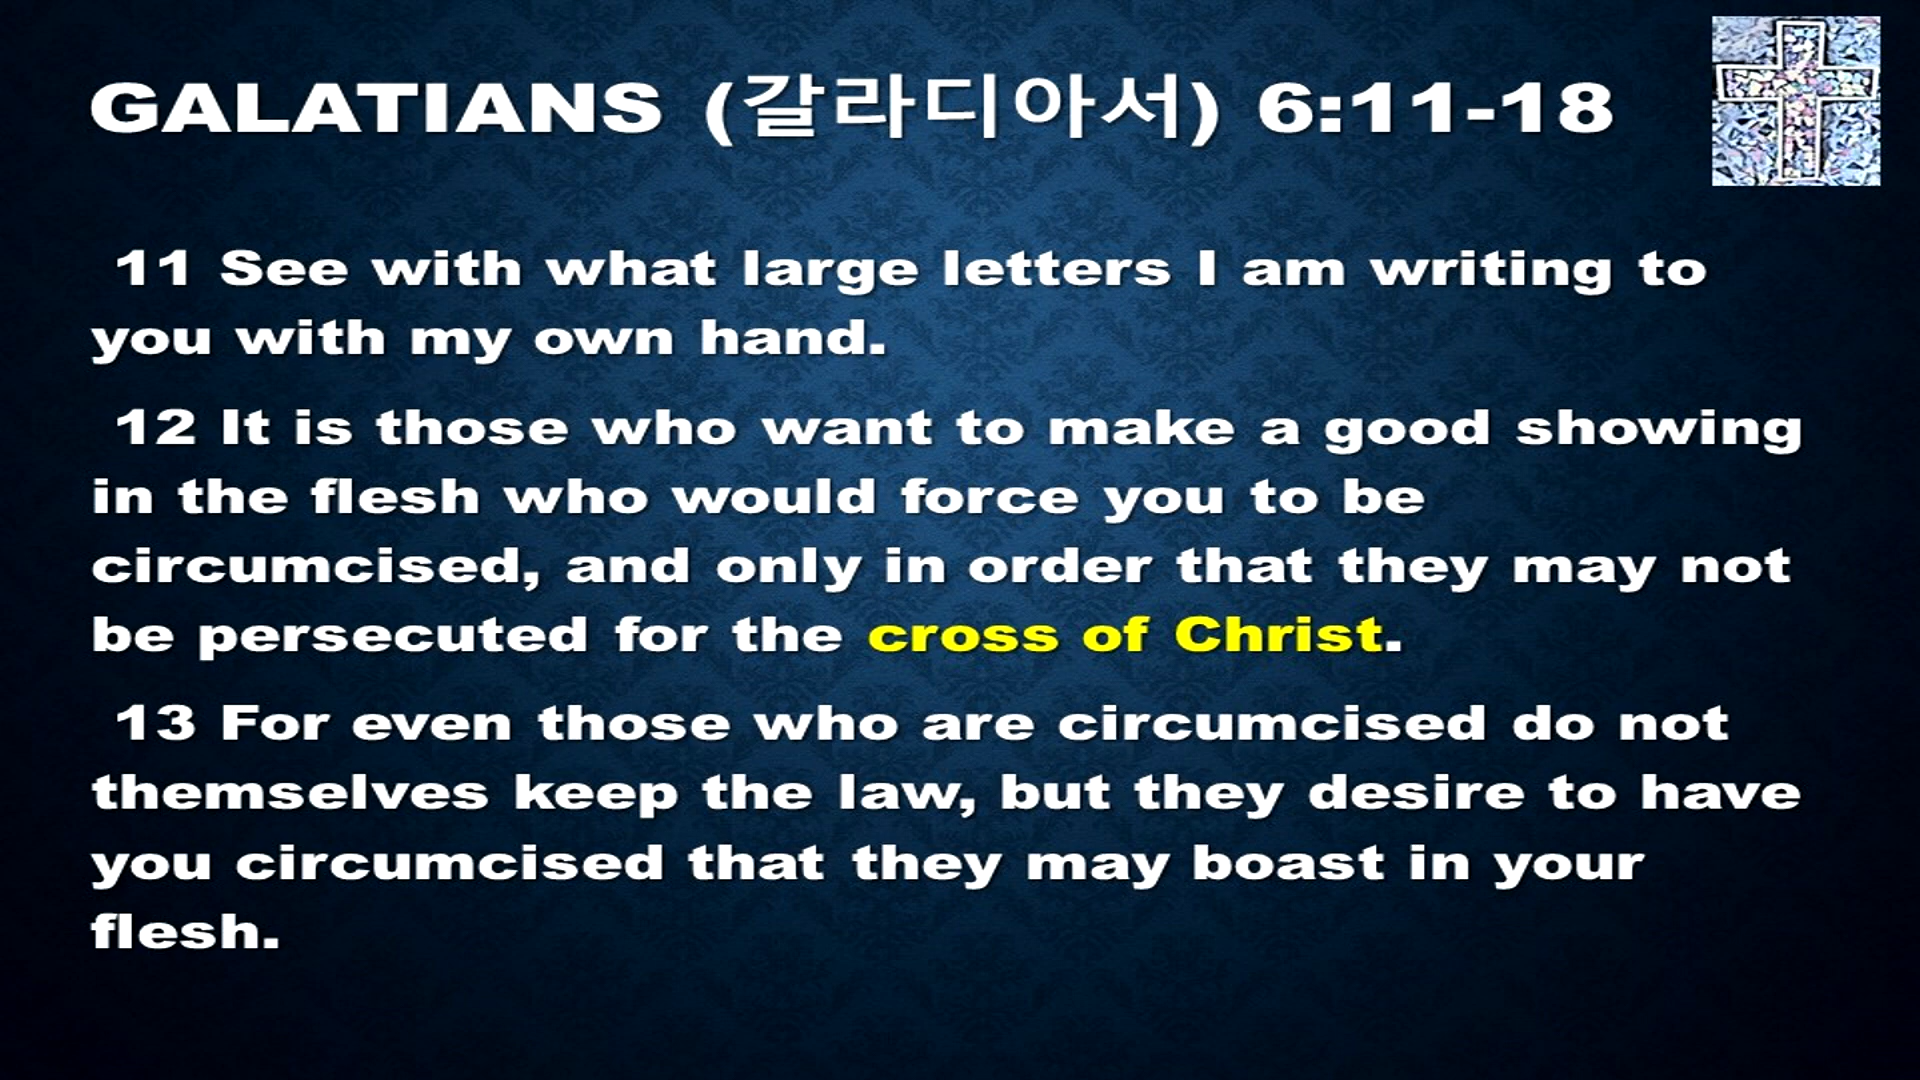 GALATIANS (갈라디아서) 6:11-18
11 See with what large letters I am writing to
you with my own hand.
12 It is those who want to make a good showing
in the flesh who would force you to be
circumcised, and only in order that they may not
be persecuted for the cross of Christ.
13 For even those who are circumcised do not
themselves keep the law, but they desire to have
you circumcised that they may boast in your
flesh.